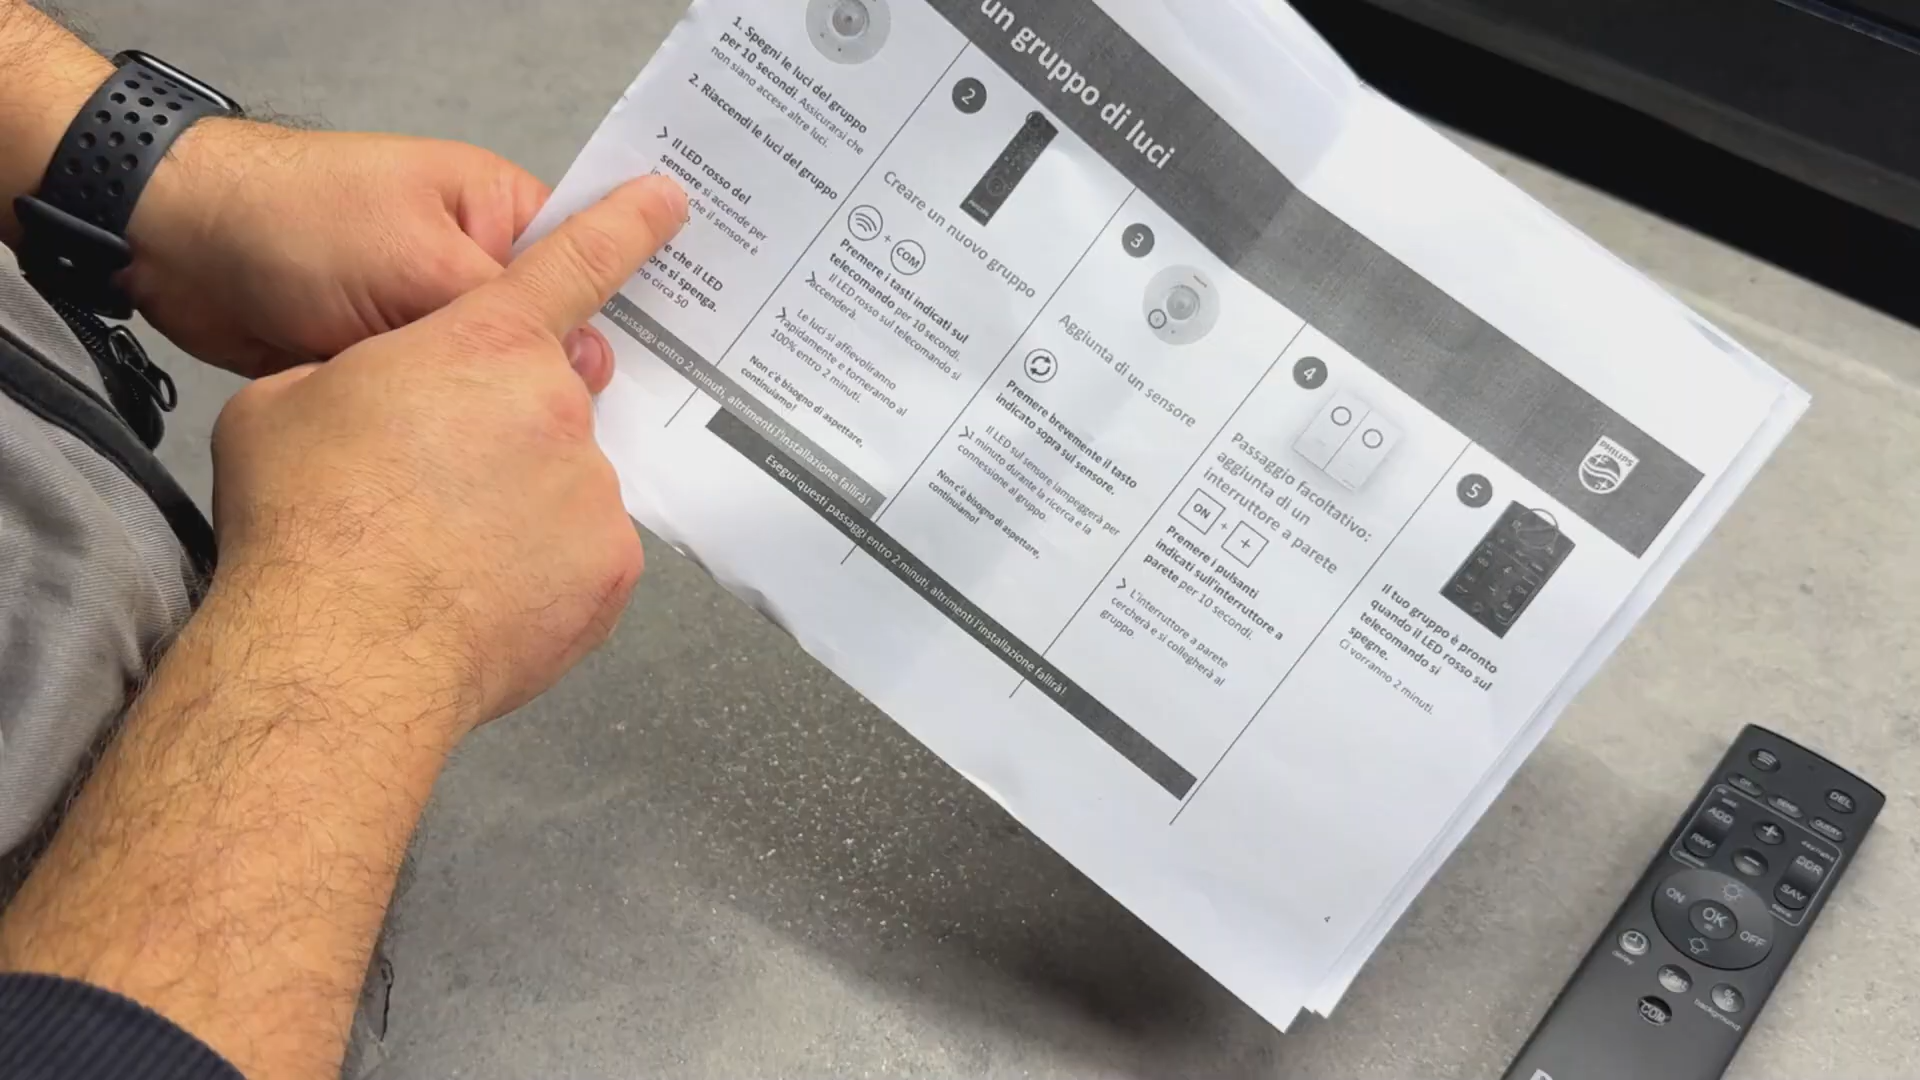 un gruppo di luci
PHILIPS
1. Spegni le luci del gruppo
per 10 secondi. Assicurarsi che
non siano accese altre luci.
2. Riaccendi le luci del gruppo
Il LED rosso del
sensore si accende per
che il sensore è
e che il LED
si spenga.
circa 50
passaggi entro 2 minuti, altrimenti l'installazione fallirà!
2
PHILIPS
Creare un nuovo gruppo
+ COM
Premere i tasti indicati sul
telecomando per 10 secondi.
Il LED rosso sul telecomando si
accenderà.
Le luci si affievoliranno
rapidamente e torneranno al
100% entro 2 minuti.
Non c'è bisogno di aspettare,
continuiamo!
3
Aggiunta di un sensore
Premere brevemente il tasto
indicato sopra sul sensore.
Il LED sul sensore lampeggerà per
1 minuto durante la ricerca e la
connessione al gruppo.
Non c'è bisogno di aspettare,
continuiamo!
4
Passaggio facoltativo:
aggiunta di un
interruttore a parete
ON + +
Premere i pulsanti
indicati sull'interruttore a
parete per 10 secondi.
L'interruttore a parete
cercherà e si collegherà al
gruppo.
5
Il tuo gruppo è pronto
quando il LED rosso sul
telecomando si
spegne.
Ci vorranno 2 minuti.
Esegui questi passaggi entro 2 minuti, altrimenti l'installazione fallirà!
4
DEL
QUERY
ADD
+
daylight
RMV
-
DDR
SAV
ON
OK
OFF
delay
Test
%
background
COM